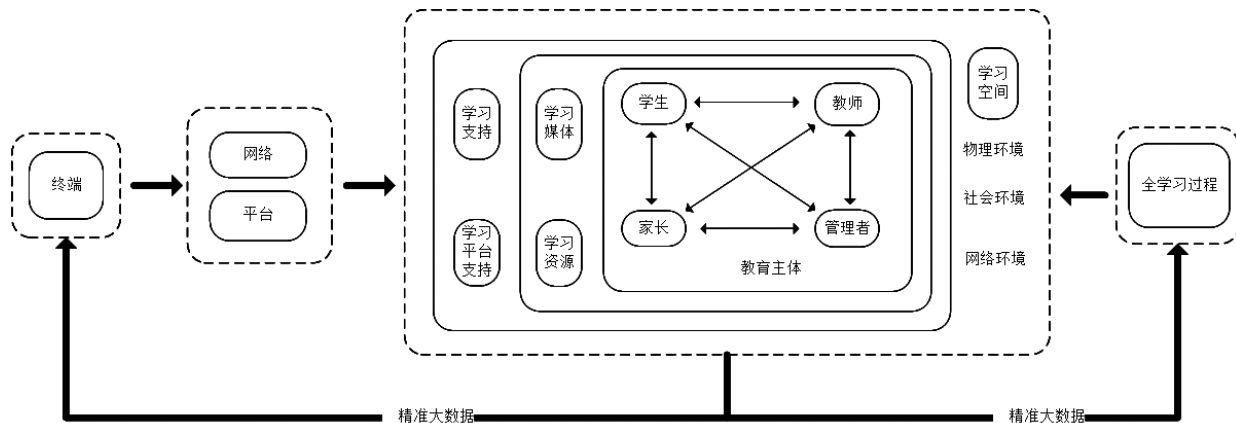 终端
网络
平台
学习
支持
学习
平台
支持
学习
媒体
学习
资源
学生
教师
家长
管理者
教育主体
学习
空间
物理环境
社会环境
网络环境
全学习过程
精准大数据
精准大数据